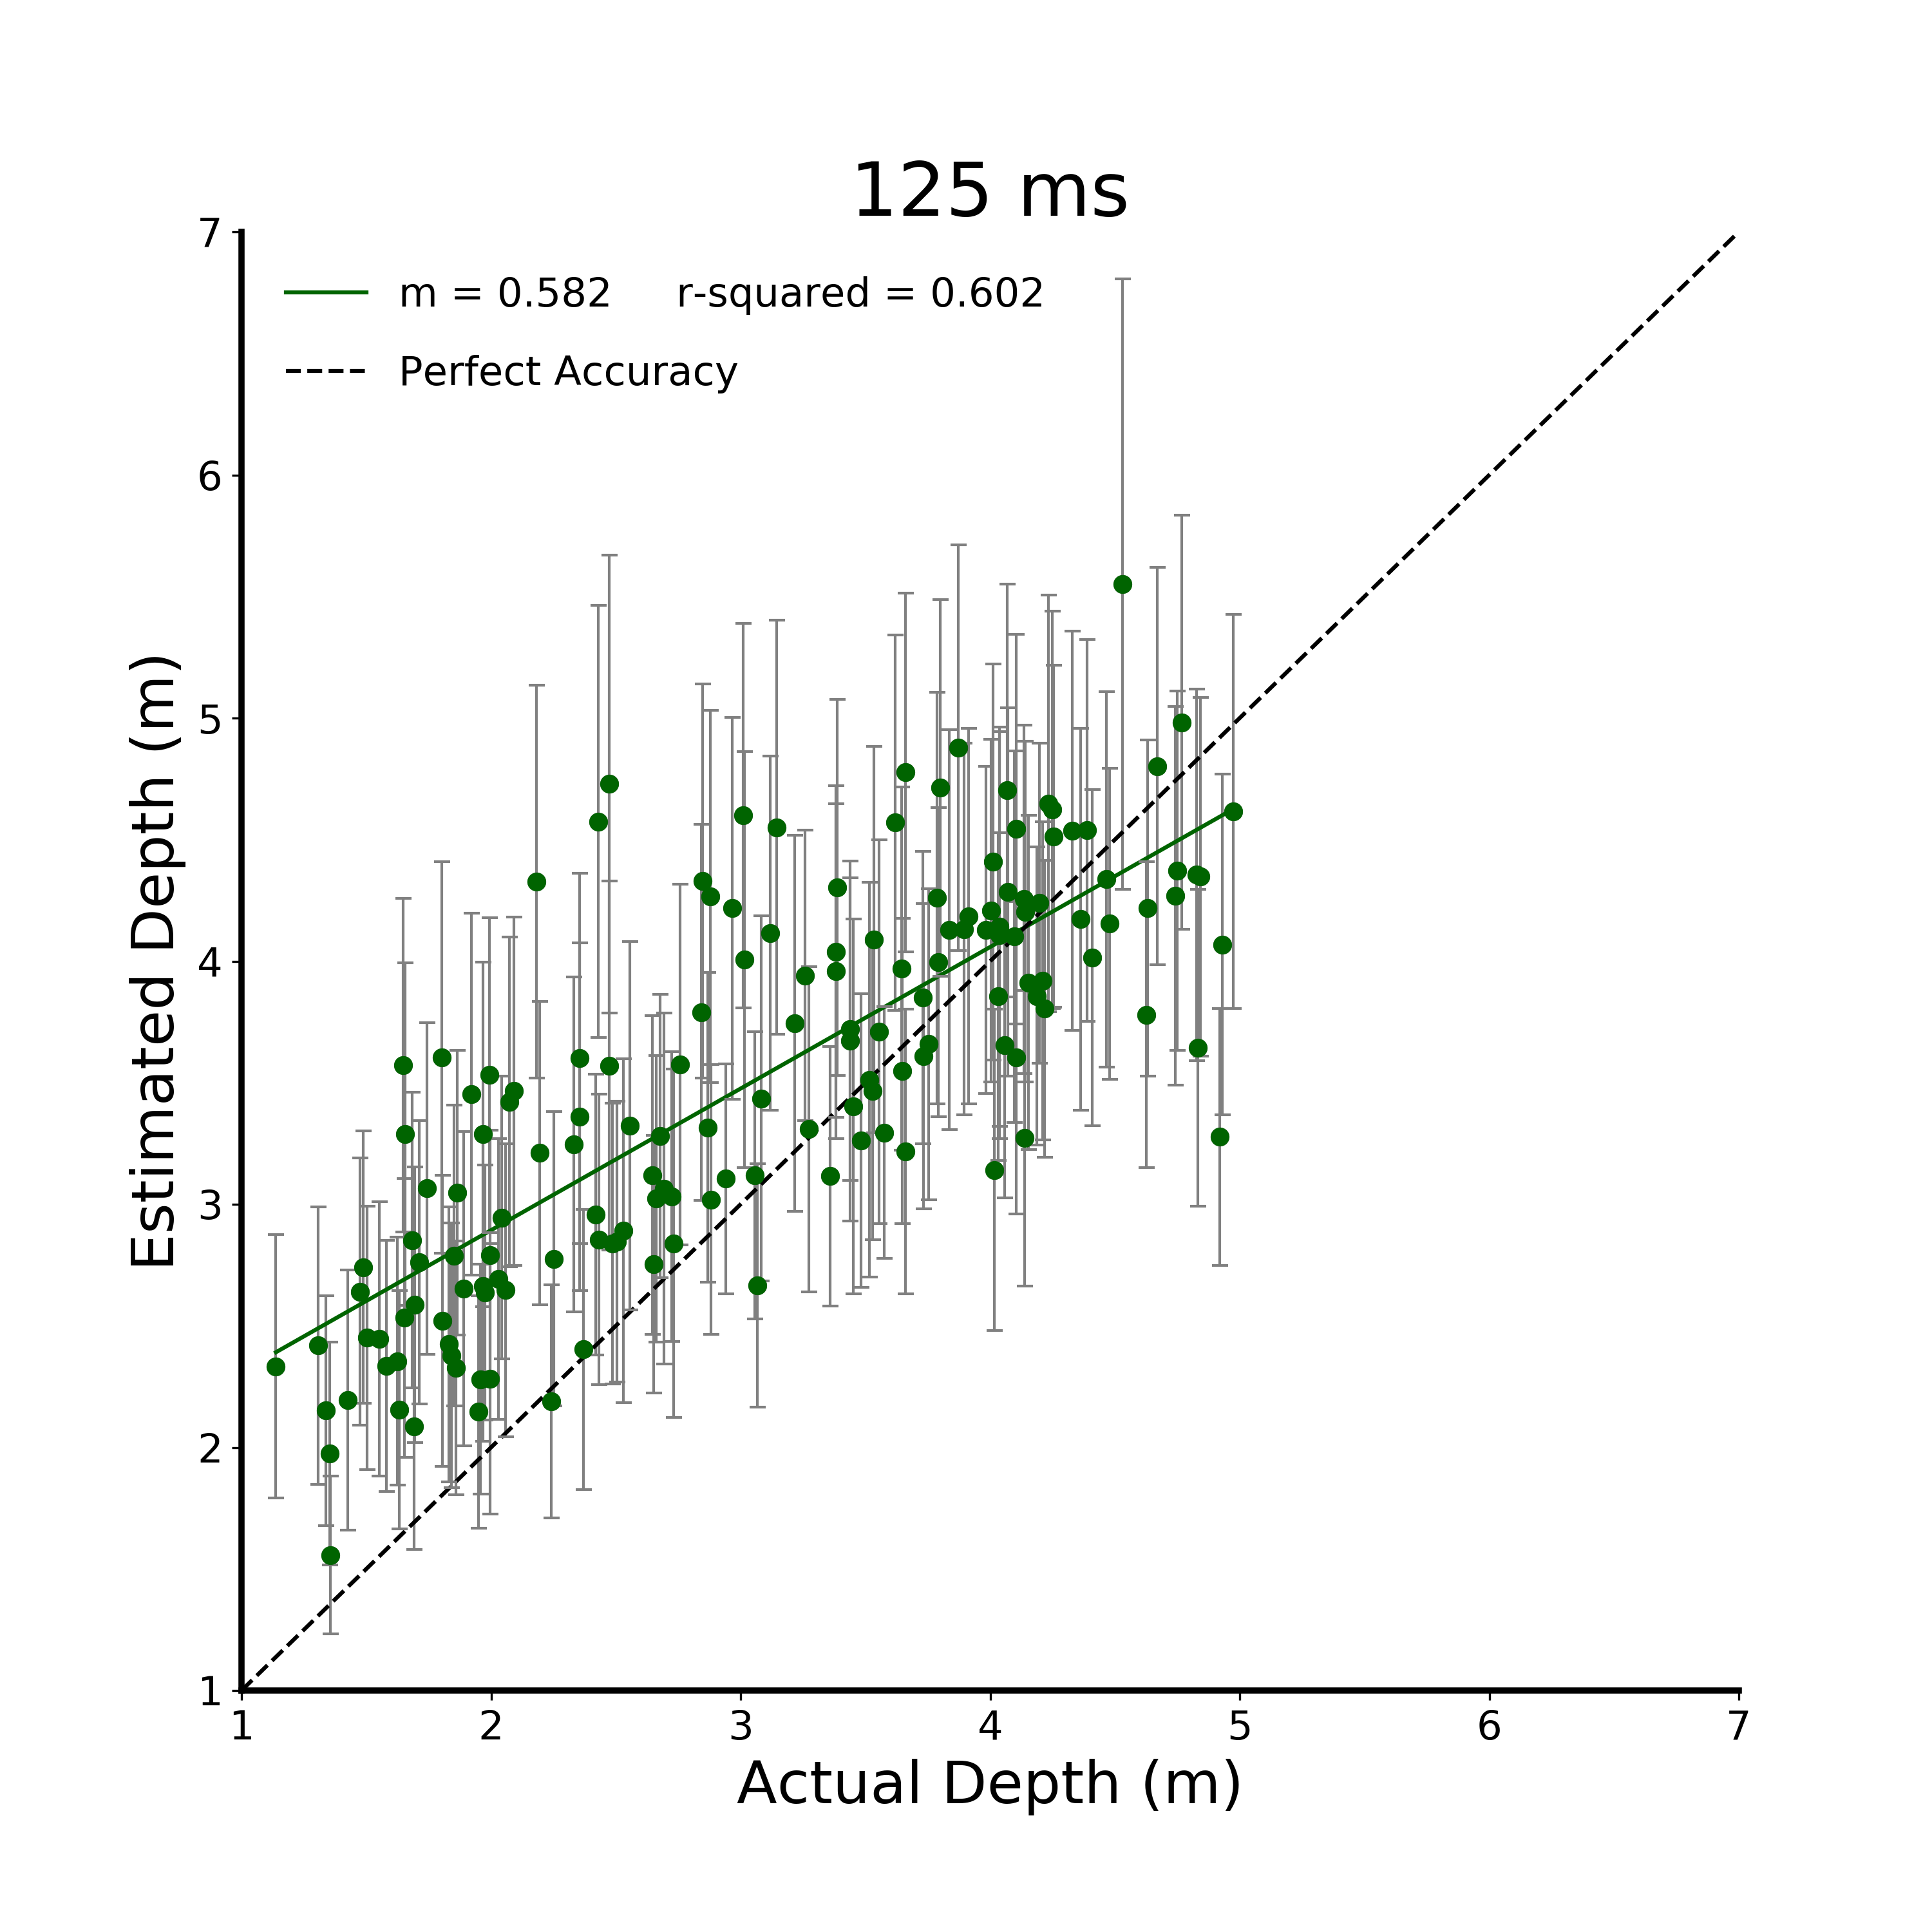 125 ms
m = 0.582 r-squared = 0.602
Perfect Accuracy
Estimated Depth (m)
7
6
5
4
3
2
1
1 2 3 4 5 6 7
Actual Depth (m)